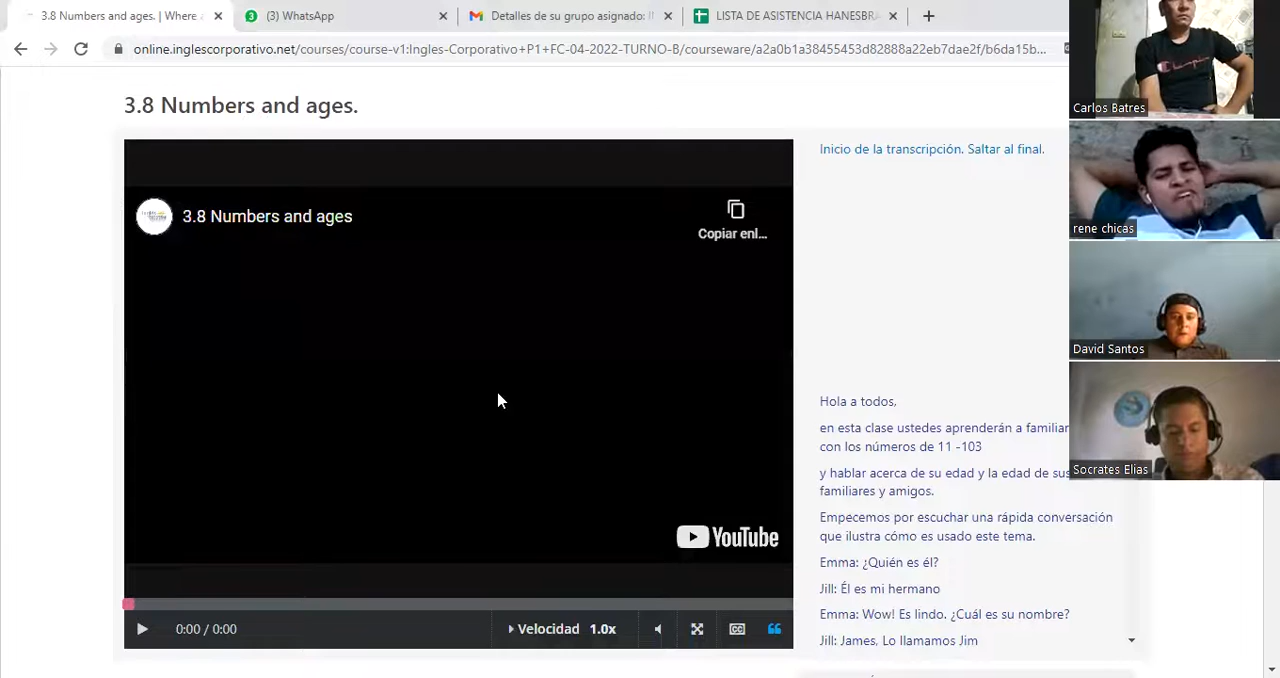 3.8 Numbers and ages. | Where a
(3) WhatsApp
Detalles de su grupo asignado: I
LISTA DE ASISTENCIA HANESBRA
online.inglescorporativo.net/courses/course-v1:Ingles-Corporativo+P1+FC-04-2022-TURNO-B/courseware/a2a0b1a38455453d82888a22eb7dae2f/b6da15b...
3.8 Numbers and ages.
3.8 Numbers and ages
Copiar enl...
YouTube
0:00 / 0:00
Velocidad 1.0x
CC
Inicio de la transcripción. Saltar al final.
Hola a todos,
en esta clase ustedes aprenderán a familiar
con los números de 11 -103
y hablar acerca de su edad y la edad de sus
familiares y amigos.
Empecemos por escuchar una rápida conversación
que ilustra cómo es usado este tema.
Emma: ¿Quién es él?
Jill: Él es mi hermano
Emma: Wow! Es lindo. ¿Cuál es su nombre?
Jill: James, Lo llamamos Jim
Champion
Carlos Batres
rene chicas
David Santos
Socrates Elias